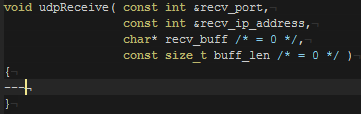 void udpReceive( const int &recv_port,¬
const int &recv_ip_address,¬
char* recv_buff /* = 0 */,¬
const size_t buff_len /* = 0 */ )¬
{¬
---¬
}¬